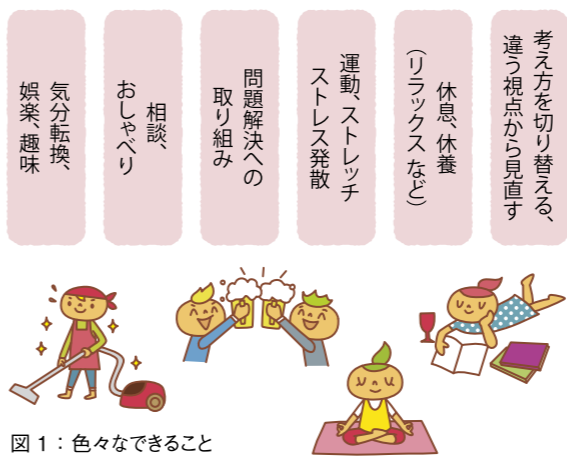 考え方を切り替える、
違う視点から見直す
休息、休養
（リラックス など）
運動、ストレッチ
ストレス発散
問題解決への
取り組み
相談、
おしゃべり
気分転換、
娯楽、趣味
図 1 ： 色々なできること